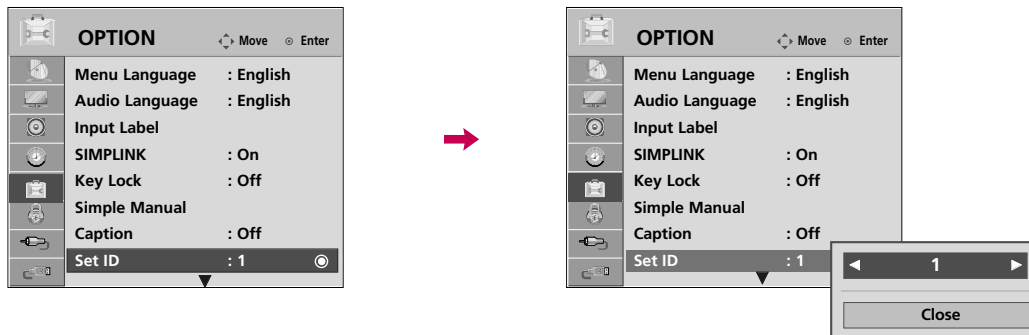 OPTION Move Enter
Menu Language : English
Audio Language : English
Input Label
SIMPLINK : On
Key Lock : Off
Simple Manual
Caption : Off
Set ID : 1
OPTION Move Enter
Menu Language : English
Audio Language : English
Input Label
SIMPLINK : On
Key Lock : Off
Simple Manual
Caption : Off
Set ID : 1
1
Close